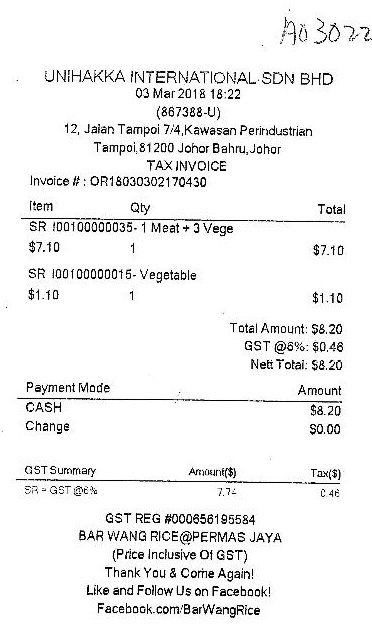 A03022
UNIHAKKA INTERNATIONAL SDN BHD
03 Mar 2018 18:22
(867388-U)
12, Jalan Tampoi 7/4,Kawasan Perindustrian
Tampoi,81200 Johor Bahru,Johor
TAX INVOICE
Invoice # : OR18030302170430
Item Qty Total
SR I00100000035- 1 Meat + 3 Vege
$7.10 1 $7.10
SR I00100000015- Vegetable
$1.10 1 $1.10
Total Amount: $8.20
GST @6%: $0.46
Nett Total: $8.20
Payment Mode Amount
CASH $8.20
Change $0.00
GST Summary Amount($) Tax($)
SR = GST @6% 7.74 0.46
GST REG #000656195584
BAR WANG RICE@PERMAS JAYA
(Price Inclusive Of GST)
Thank You & Come Again!
Like and Follow Us on Facebook!
Facebook.com/BarWangRice